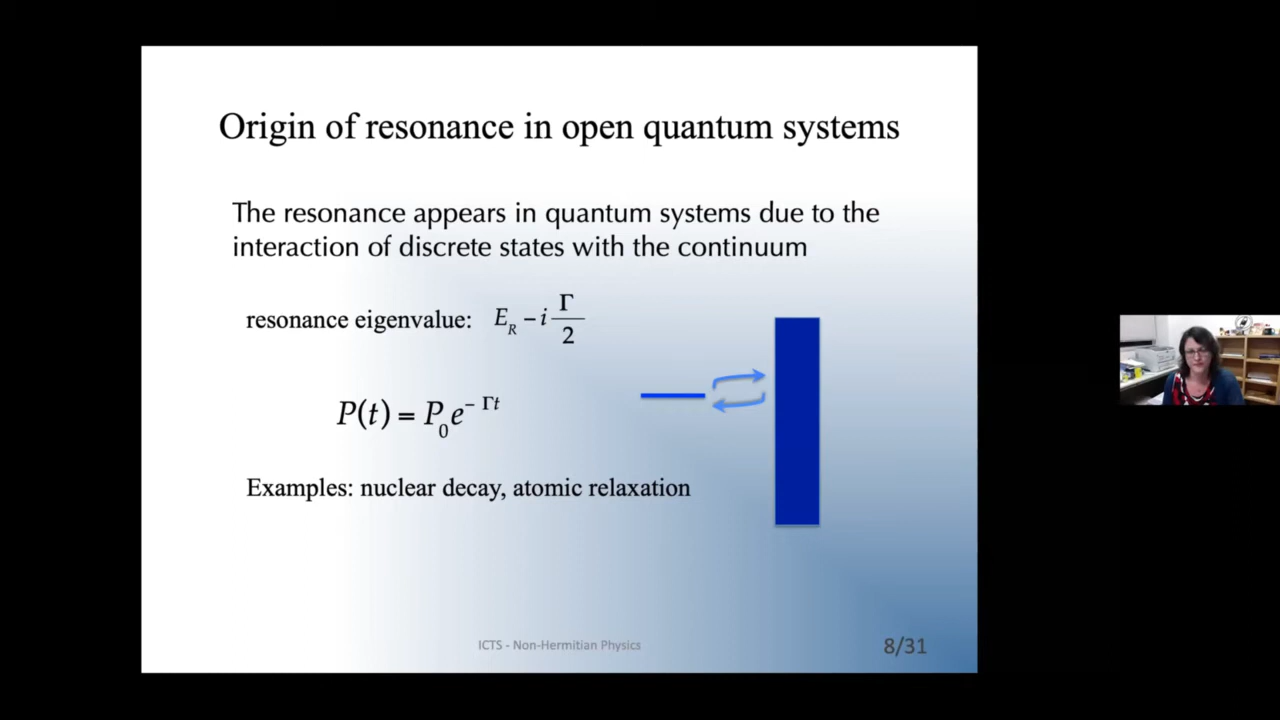 Origin of resonance in open quantum systems
The resonance appears in quantum systems due to the
interaction of discrete states with the continuum
resonance eigenvalue: E_R − i Γ/2
P(t) = P_0 e^{− Γt}
Examples: nuclear decay, atomic relaxation
ICTS - Non-Hermitian Physics
8/31